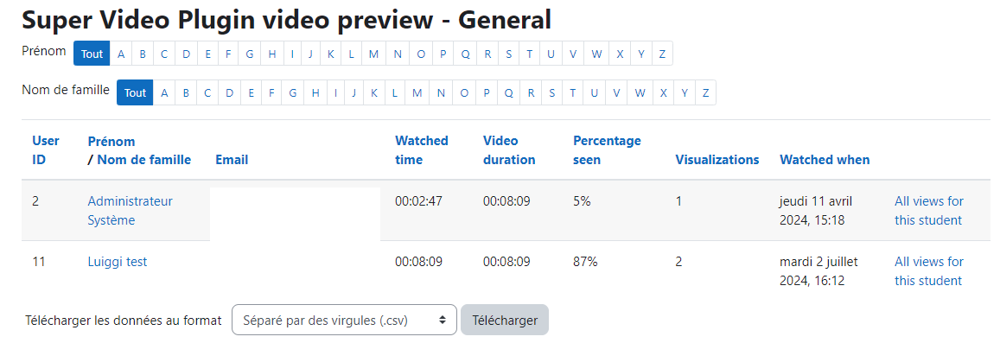 Super Video Plugin video preview - General
Prénom Tout A B C D E F G H I J K L M N O P Q R S T U V W X Y Z
Nom de famille Tout A B C D E F G H I J K L M N O P Q R S T U V W X Y Z
User ID Prénom / Nom de famille Email Watched time Video duration Percentage seen Visualizations Watched when
2 Administrateur Système 00:02:47 00:08:09 5% 1 jeudi 11 avril 2024, 15:18 All views for this student
11 Luiggi test 00:08:09 00:08:09 87% 2 mardi 2 juillet 2024, 16:12 All views for this student
Télécharger les données au format Séparé par des virgules (.csv) Télécharger